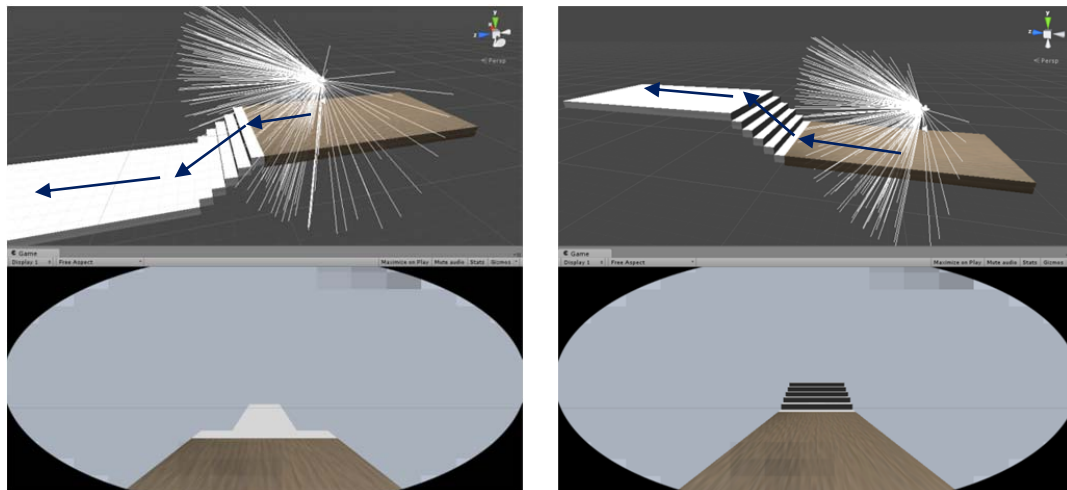 y
x
z
Persp
y
z
Persp
Game
Display 1 Free Aspect Maximize on Play Mute audio Stats Gizmos
Game
Display 1 Free Aspect Maximize on Play Mute audio Stats Gizmos